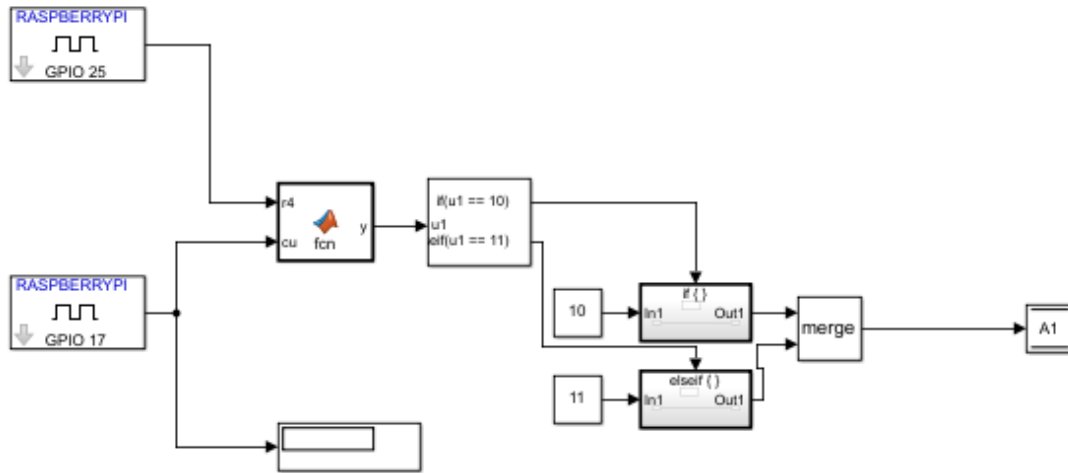 RASPBERRYPI
GPIO 25
r4
cu
fcn
y
if(u1 == 10)
u1
eif(u1 == 11)
RASPBERRYPI
GPIO 17
10
if { }
In1
Out1
merge
A1
11
elseif { }
In1
Out1